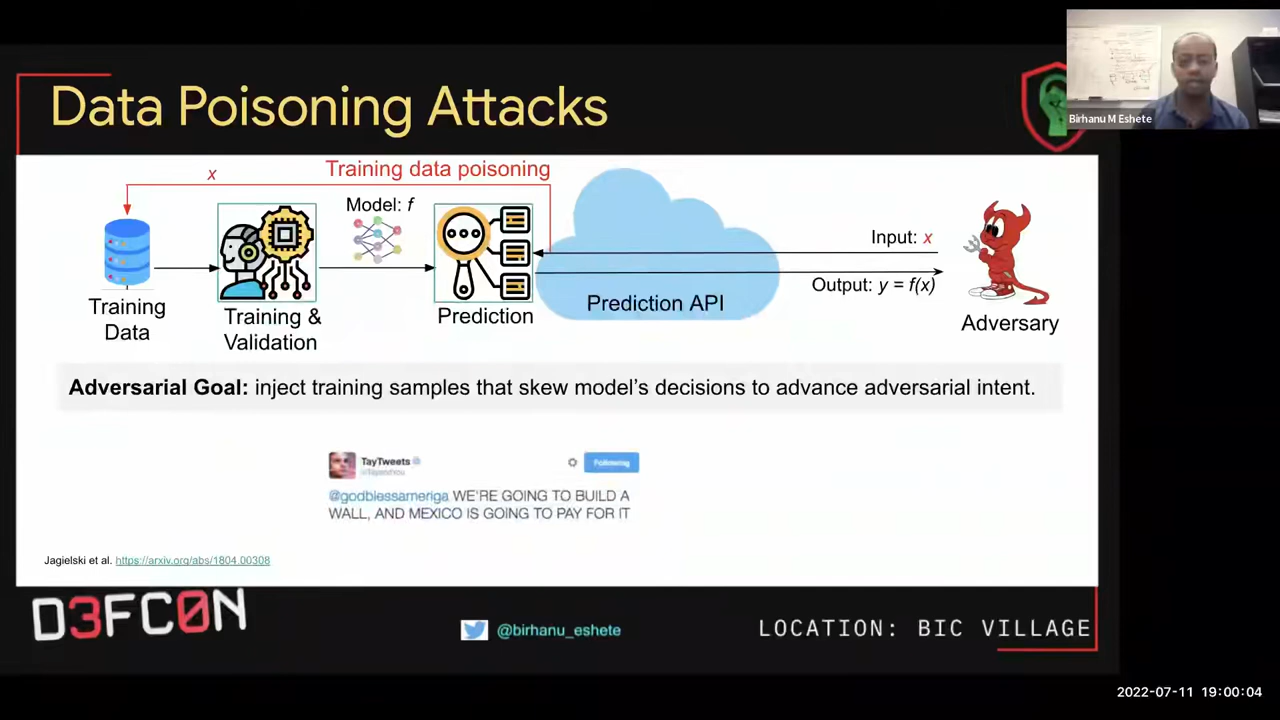 Data Poisoning Attacks
Birhanu M Eshete
x
Training data poisoning
Model: f
Input: x
Output: y = f(x)
Prediction API
Training
Data
Training &
Validation
Prediction
Adversary
Adversarial Goal: inject training samples that skew model's decisions to advance adversarial intent.
TayTweets
Following
@godblessameriga WE'RE GOING TO BUILD A
WALL, AND MEXICO IS GOING TO PAY FOR IT
Jagielski et al. https://arxiv.org/abs/1804.00308
D3FC0N
@birhanu_eshete
LOCATION: BIC VILLAGE
2022-07-11 19:00:04